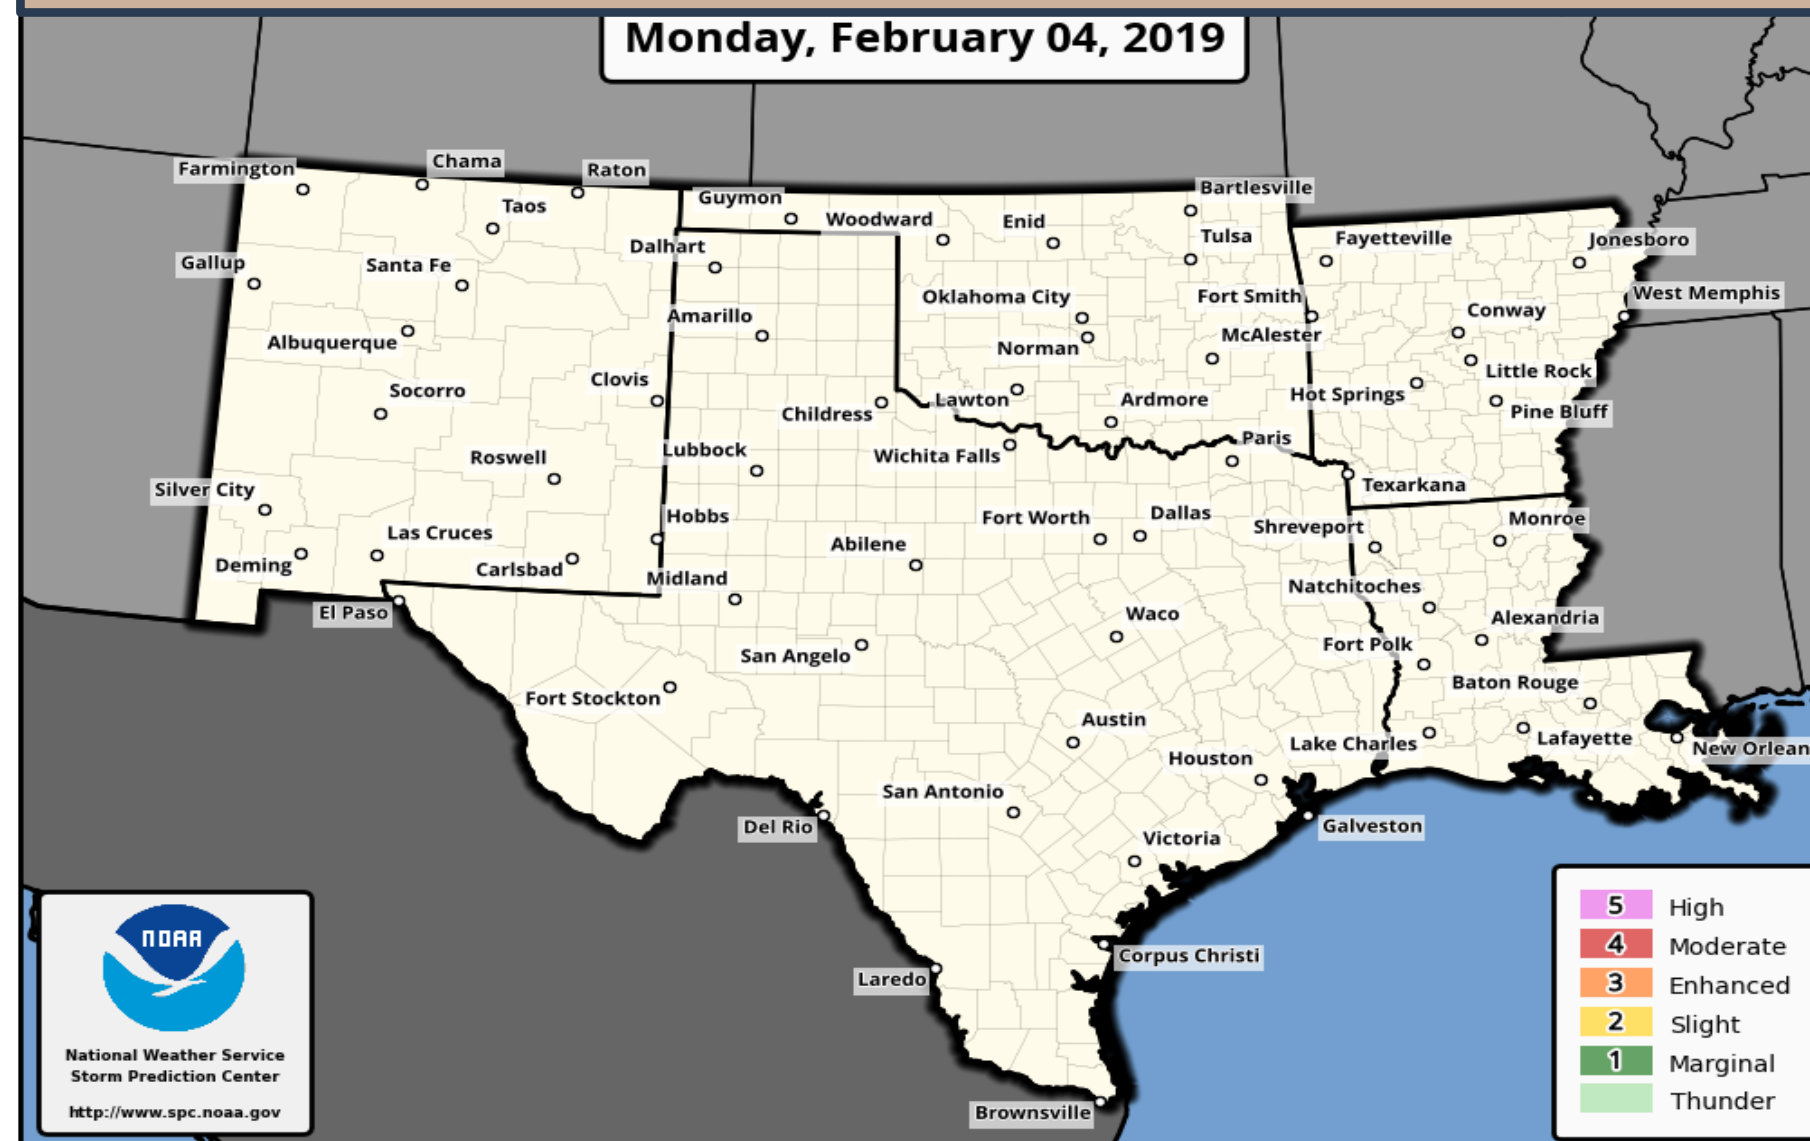 Monday, February 04, 2019
Farmington
Chama
Raton
Taos
Guymon
Woodward
Enid
Bartlesville
Tulsa
Fayetteville
Jonesboro
Gallup
Santa Fe
Dalhart
Oklahoma City
Fort Smith
West Memphis
Albuquerque
Amarillo
Norman
McAlester
Conway
Little Rock
Socorro
Clovis
Childress
Lawton
Ardmore
Hot Springs
Pine Bluff
Roswell
Lubbock
Wichita Falls
Paris
Texarkana
Silver City
Las Cruces
Hobbs
Abilene
Fort Worth
Dallas
Shreveport
Monroe
Deming
Carlsbad
Midland
Natchitoches
El Paso
San Angelo
Waco
Fort Polk
Alexandria
Fort Stockton
Austin
Baton Rouge
Houston
Lake Charles
Lafayette
New Orlean
Del Rio
San Antonio
Victoria
Galveston
Laredo
Corpus Christi
Brownsville
NOAA
National Weather Service
Storm Prediction Center
http://www.spc.noaa.gov
5 High
4 Moderate
3 Enhanced
2 Slight
1 Marginal
Thunder